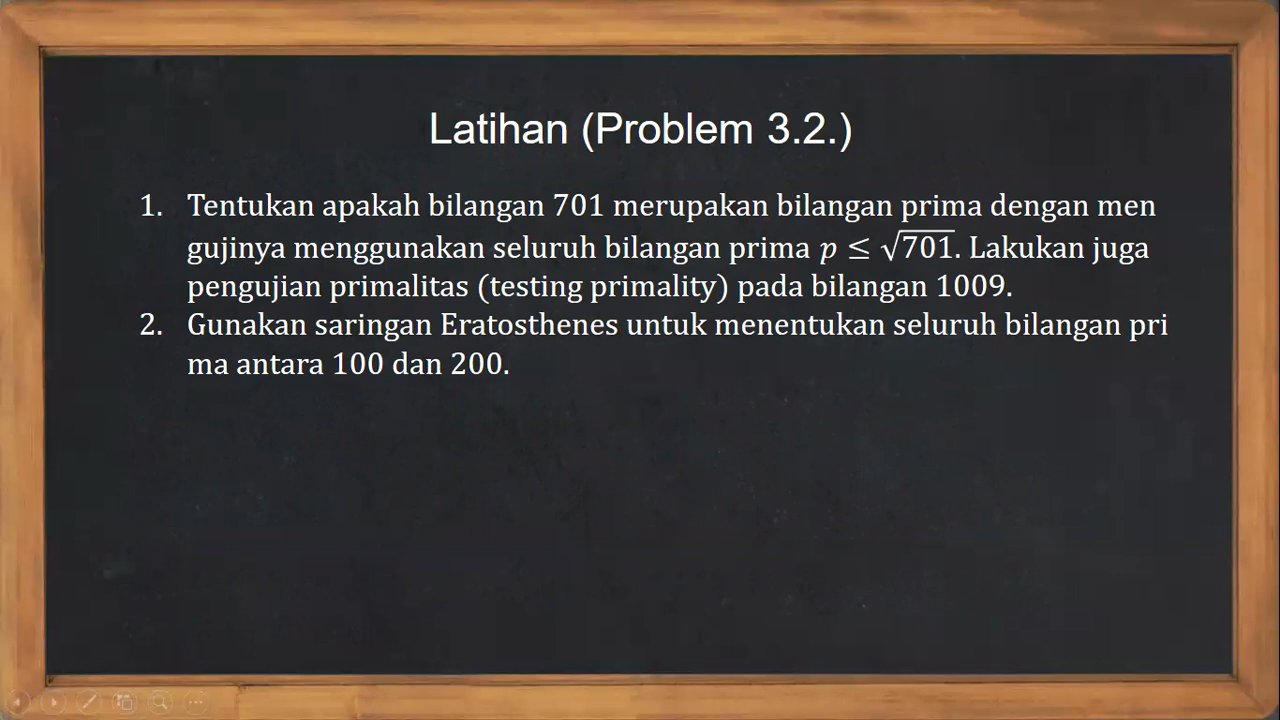 Latihan (Problem 3.2.)
1. Tentukan apakah bilangan 701 merupakan bilangan prima dengan men
gujinya menggunakan seluruh bilangan prima p ≤ √701. Lakukan juga
pengujian primalitas (testing primality) pada bilangan 1009.
2. Gunakan saringan Eratosthenes untuk menentukan seluruh bilangan pri
ma antara 100 dan 200.